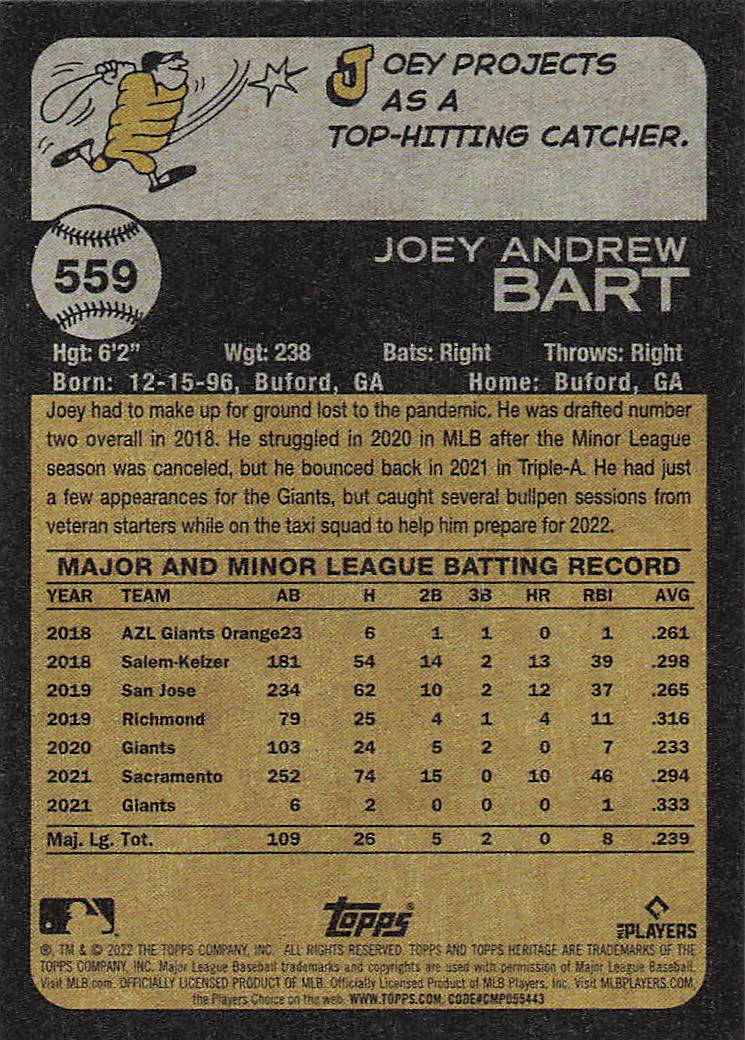 JOEY PROJECTS
AS A
TOP-HITTING CATCHER.
559
JOEY ANDREW
BART
Hgt: 6'2" Wgt: 238 Bats: Right Throws: Right
Born: 12-15-96, Buford, GA Home: Buford, GA
Joey had to make up for ground lost to the pandemic. He was drafted number
two overall in 2018. He struggled in 2020 in MLB after the Minor League
season was canceled, but he bounced back in 2021 in Triple-A. He had just
a few appearances for the Giants, but caught several bullpen sessions from
veteran starters while on the taxi squad to help him prepare for 2022.
MAJOR AND MINOR LEAGUE BATTING RECORD
YEAR TEAM AB H 2B 3B HR RBI AVG
2018 AZL Giants Orange 23 6 1 1 0 1 .261
2018 Salem-Keizer 181 54 14 2 13 39 .298
2019 San Jose 234 62 10 2 12 37 .265
2019 Richmond 79 25 4 1 4 11 .316
2020 Giants 103 24 5 2 0 7 .233
2021 Sacramento 252 74 15 0 10 46 .294
2021 Giants 6 2 0 0 0 1 .333
Maj. Lg. Tot. 109 26 5 2 0 8 .239
Topps®
MLB PLAYERS
®, TM & © 2022 THE TOPPS COMPANY, INC. ALL RIGHTS RESERVED. TOPPS AND TOPPS HERITAGE ARE TRADEMARKS OF THE
TOPPS COMPANY, INC. Major League Baseball trademarks and copyrights are used with permission of Major League Baseball.
Visit MLB.com. OFFICIALLY LICENSED PRODUCT OF MLB. Officially Licensed Product of MLB Players, Inc. Visit MLBPLAYERS.COM,
the Players Choice on the web. WWW.TOPPS.COM. CODE#CMP055443